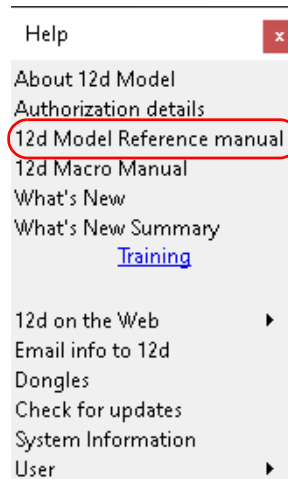 Help
x
About 12d Model
Authorization details
12d Model Reference manual
12d Macro Manual
What's New
What's New Summary
Training
12d on the Web
Email info to 12d
Dongles
Check for updates
System Information
User